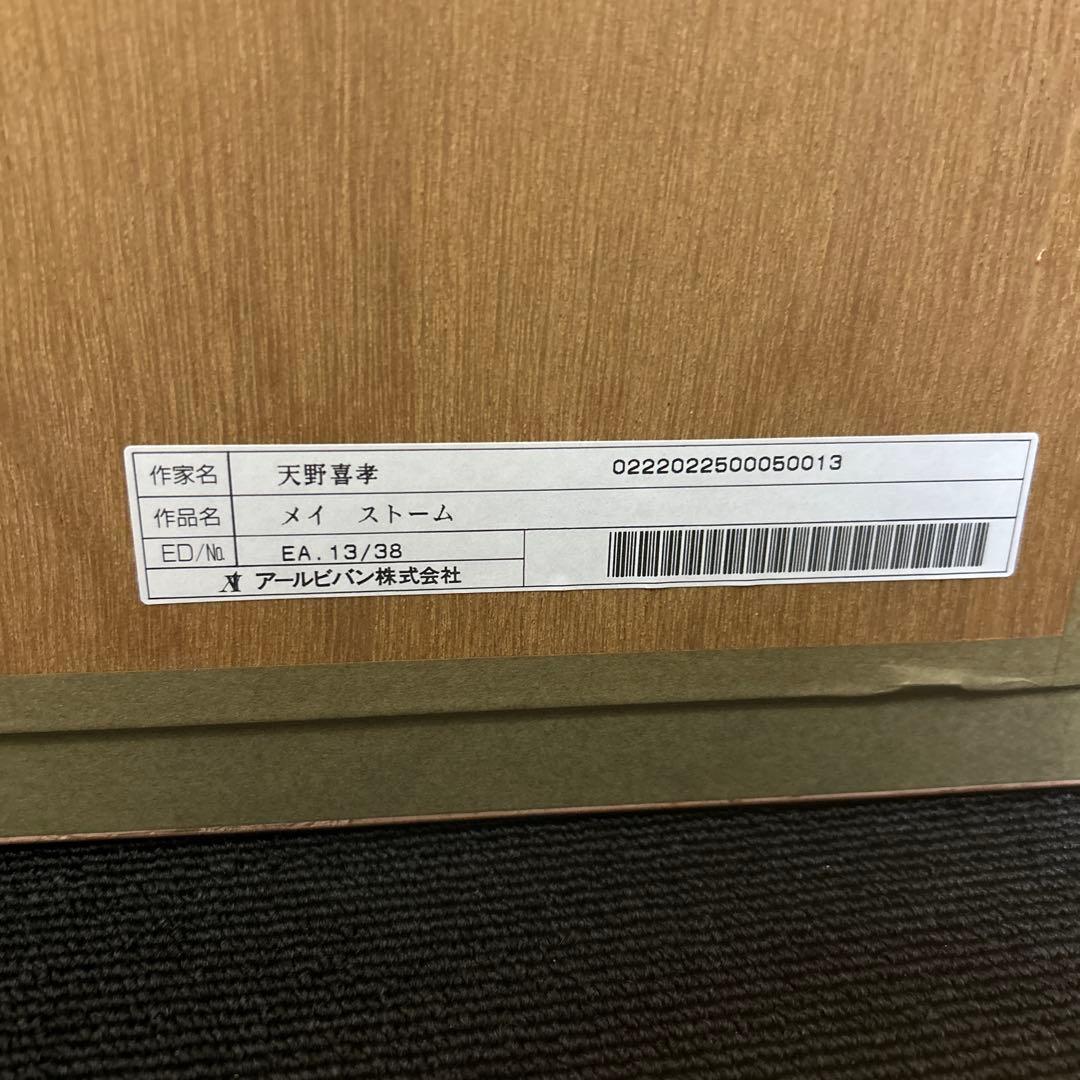 作家名 天野喜孝 0222022500050013
作品名 メイ ストーム
ED/№ EA.13/38
アールビバン株式会社